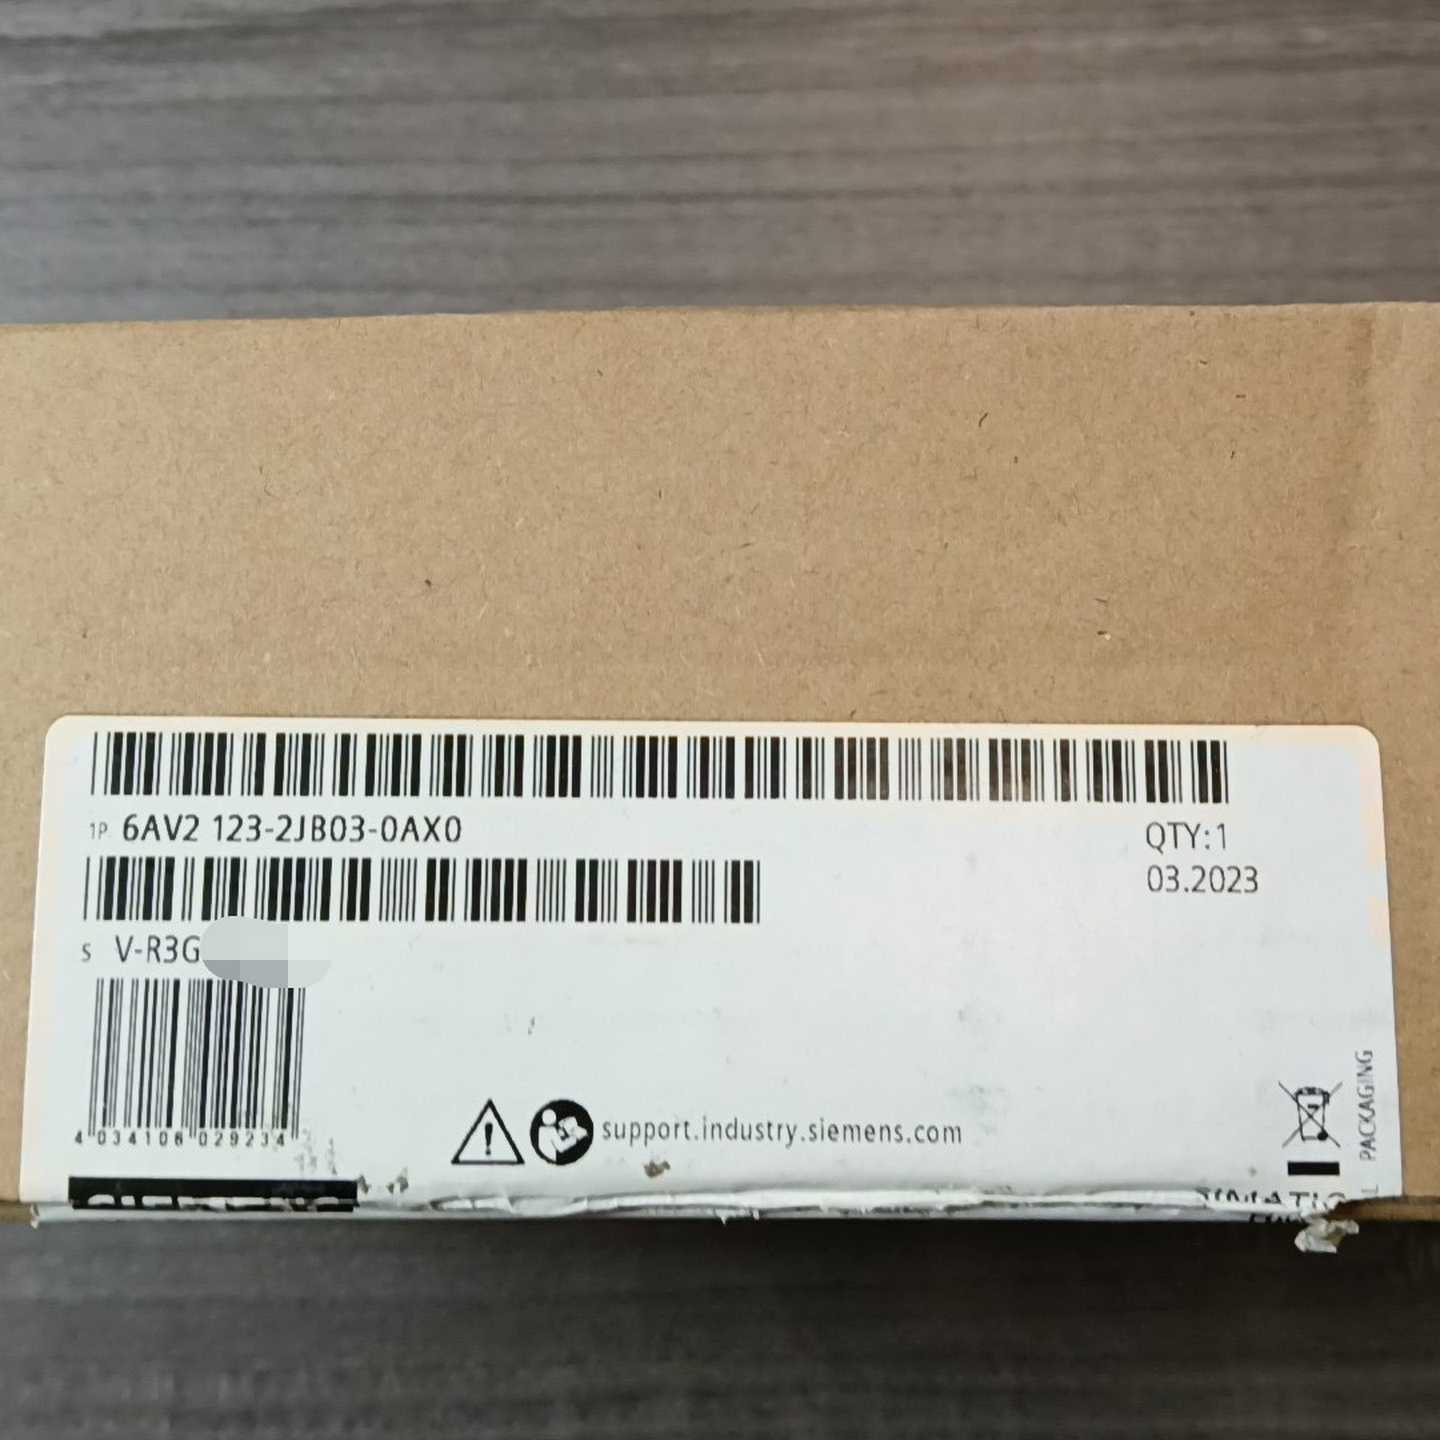 1P 6AV2 123-2JB03-0AX0
QTY:1
03.2023
S V-R3G
4 034106 029234
support.industry.siemens.com
PACKAGING